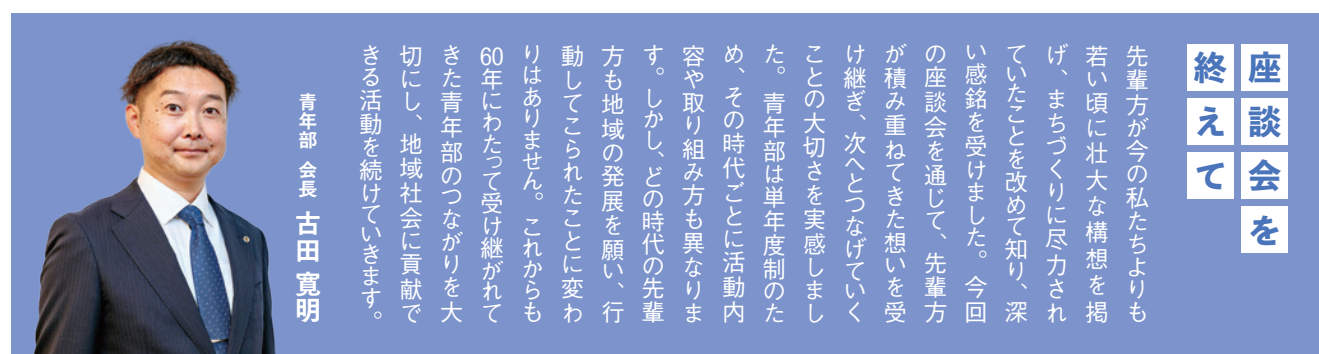 座談会を
終えて
先輩方が今の私たちよりも
若い頃に壮大な構想を掲
げ、まちづくりに尽力され
ていたことを改めて知り、深
い感銘を受けました。今回
の座談会を通じて、先輩方
が積み重ねてきた想いを受
け継ぎ、次へとつなげていく
ことの大切さを実感しまし
た。青年部は単年度制のた
め、その時代ごとに活動内
容や取り組み方も異なりま
す。しかし、どの時代の先輩
方も地域の発展を願い、行
動してこられたことに変わ
りはありません。これからも
60年にわたって受け継がれて
きた青年部のつながりを大
切にし、地域社会に貢献で
きる活動を続けていきます。
青年部 会長 古田 寛明